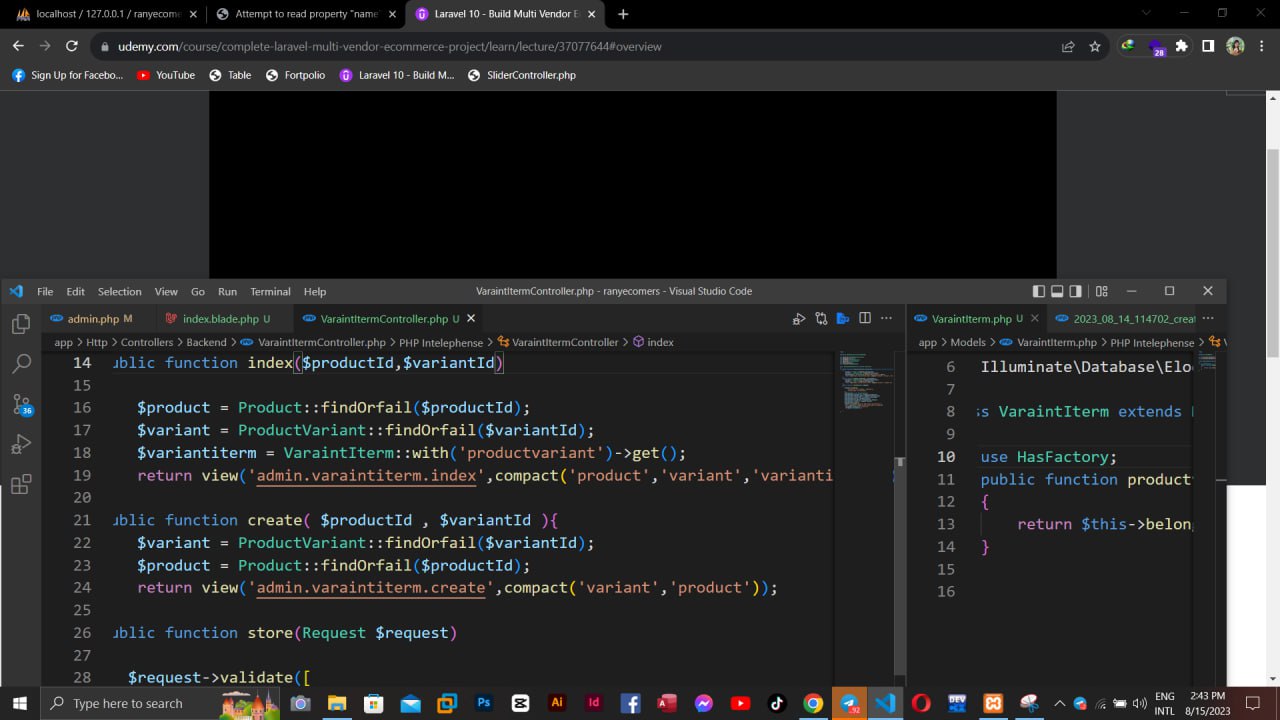 localhost / 127.0.0.1 / ranyecome
Attempt to read property "name"
Laravel 10 - Build Multi Vendor E
udemy.com/course/complete-laravel-multi-vendor-ecommerce-project/learn/lecture/37077644#overview
28
Sign Up for Facebo...
YouTube
Table
Fortpolio
Laravel 10 - Build M...
SliderController.php
File Edit Selection View Go Run Terminal Help
VaraintItermController.php - ranyecomers - Visual Studio Code
admin.php M
index.blade.php U
VaraintItermController.php U
VaraintIterm.php U
2023_08_14_114702_creat
app > Http > Controllers > Backend > VaraintItermController.php > PHP Intelephense > VaraintItermController > index
app > Models > VaraintIterm.php > PHP Intelephense >
14 ublic function index($productId,$variantId)
15
16 $product = Product::findOrfail($productId);
17 $variant = ProductVariant::findOrfail($variantId);
18 $variantiterm = VaraintIterm::with('productvariant')->get();
19 return view('admin.varaintiterm.index',compact('product','variant','varianti
20
21 ublic function create( $productId , $variantId ){
22 $variant = ProductVariant::findOrfail($variantId);
23 $product = Product::findOrfail($productId);
24 return view('admin.varaintiterm.create',compact('variant','product'));
25
26 ublic function store(Request $request)
27
28 $request->validate([
6 Illuminate\Database\Elo
7
8 ss VaraintIterm extends
9
10 use HasFactory;
11 public function product
12 {
13 return $this->belon
14 }
15
16
36
Type here to search
92
ENG
INTL
2:43 PM
8/15/2023